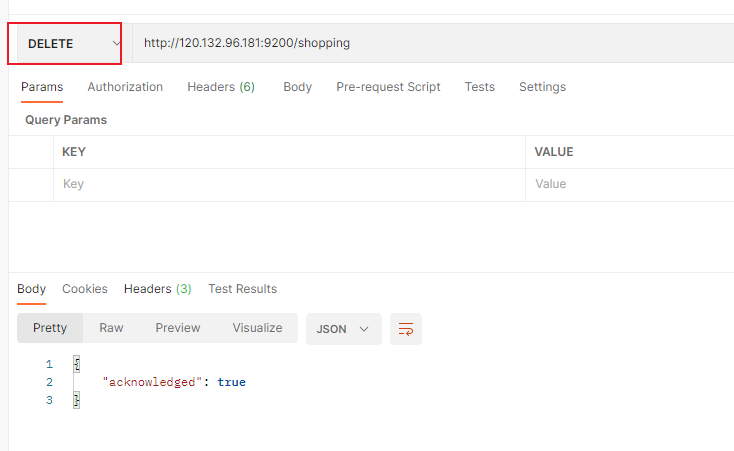 DELETE http://120.132.96.181:9200/shopping
Params Authorization Headers (6) Body Pre-request Script Tests Settings
Query Params
KEY VALUE
Key Value
Body Cookies Headers (3) Test Results
Pretty Raw Preview Visualize JSON
1 {
2 "acknowledged": true
3 }